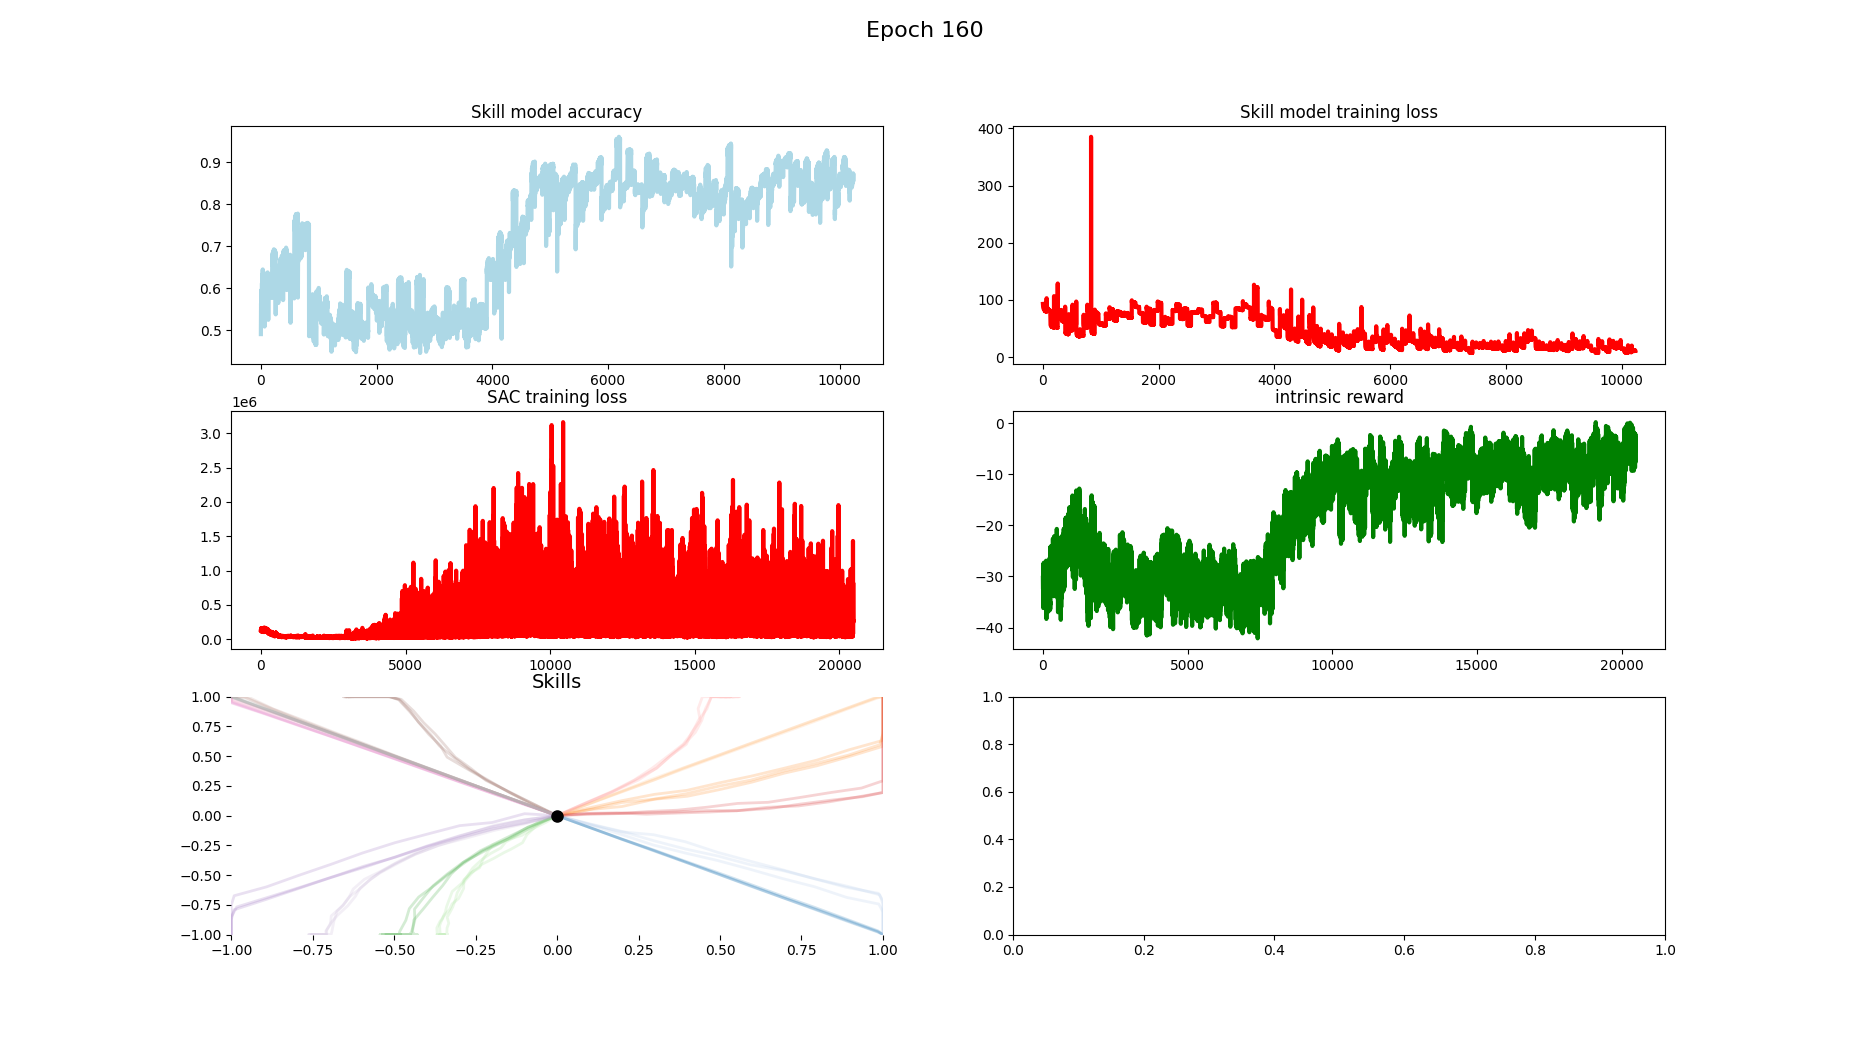 Epoch 160
Skill model accuracy
0.9
0.8
0.7
0.6
0.5
0 2000 4000 6000 8000 10000
Skill model training loss
400
300
200
100
0
0 2000 4000 6000 8000 10000
SAC training loss
1e6
3.0
2.5
2.0
1.5
1.0
0.5
0.0
0 5000 10000 15000 20000
intrinsic reward
0
−10
−20
−30
−40
0 5000 10000 15000 20000
Skills
1.00
0.75
0.50
0.25
0.00
−0.25
−0.50
−0.75
−1.00
−1.00 −0.75 −0.50 −0.25 0.00 0.25 0.50 0.75 1.00
1.0
0.8
0.6
0.4
0.2
0.0
0.0 0.2 0.4 0.6 0.8 1.0